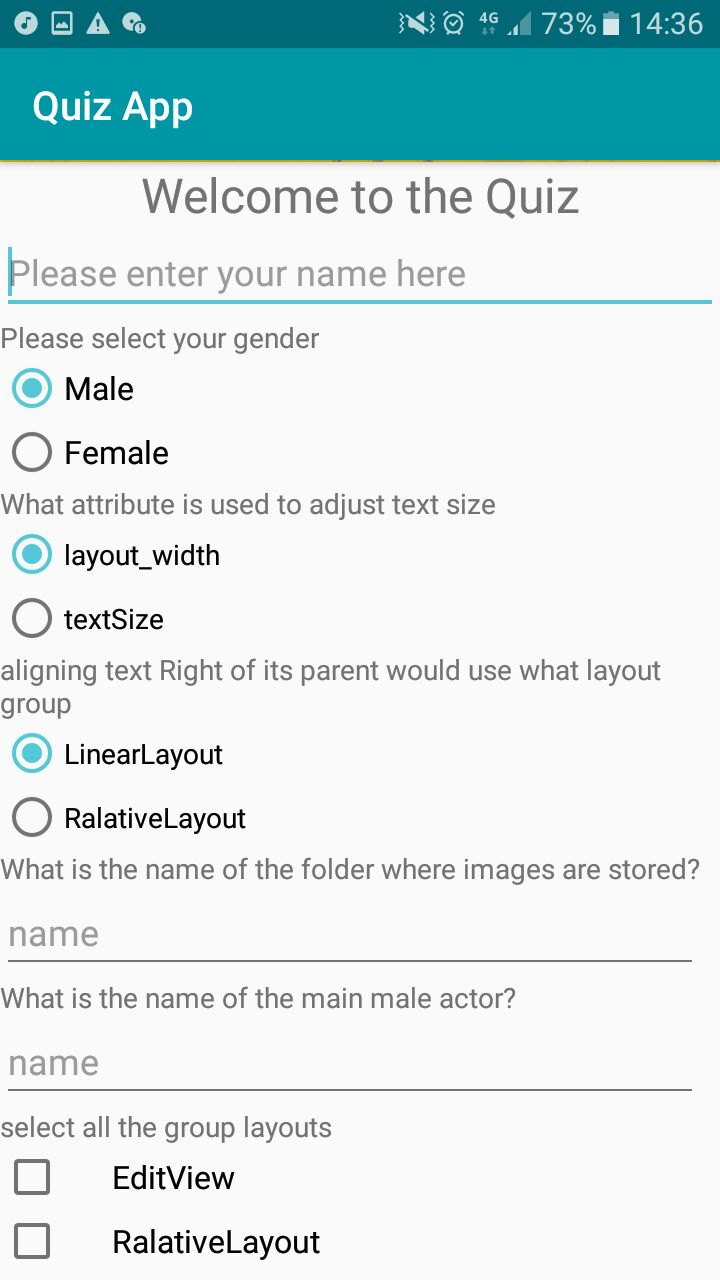 4G 73% 14:36
Quiz App
Welcome to the Quiz
Please enter your name here
Please select your gender
Male
Female
What attribute is used to adjust text size
layout_width
textSize
aligning text Right of its parent would use what layout
group
LinearLayout
RalativeLayout
What is the name of the folder where images are stored?
name
What is the name of the main male actor?
name
select all the group layouts
EditView
RalativeLayout